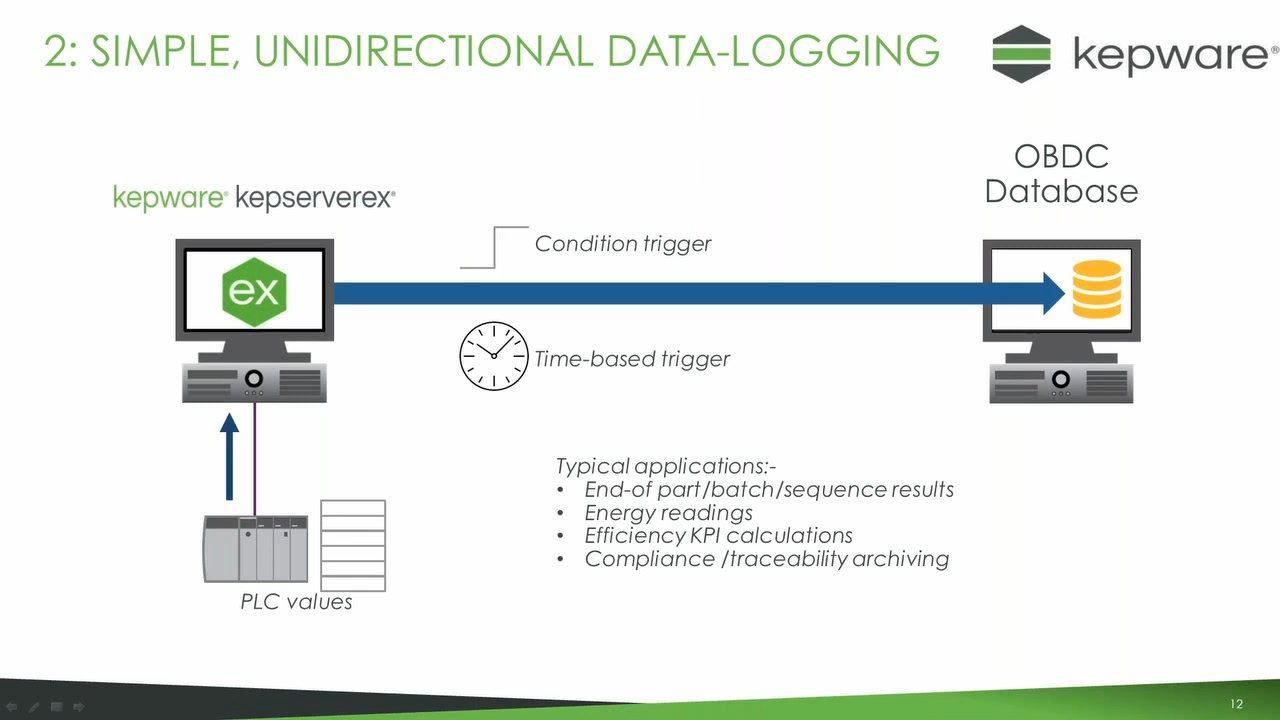 2: SIMPLE, UNIDIRECTIONAL DATA-LOGGING
kepware®
OBDC
Database
kepware® kepserverex®
Condition trigger
ex
Time-based trigger
Typical applications:-
• End-of part/batch/sequence results
• Energy readings
• Efficiency KPI calculations
• Compliance /traceability archiving
PLC values
12